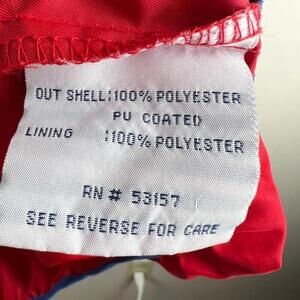 OUT SHELL:100% POLYESTER
PU COATED
LINING :100% POLYESTER
RN # 53157
SEE REVERSE FOR CARE